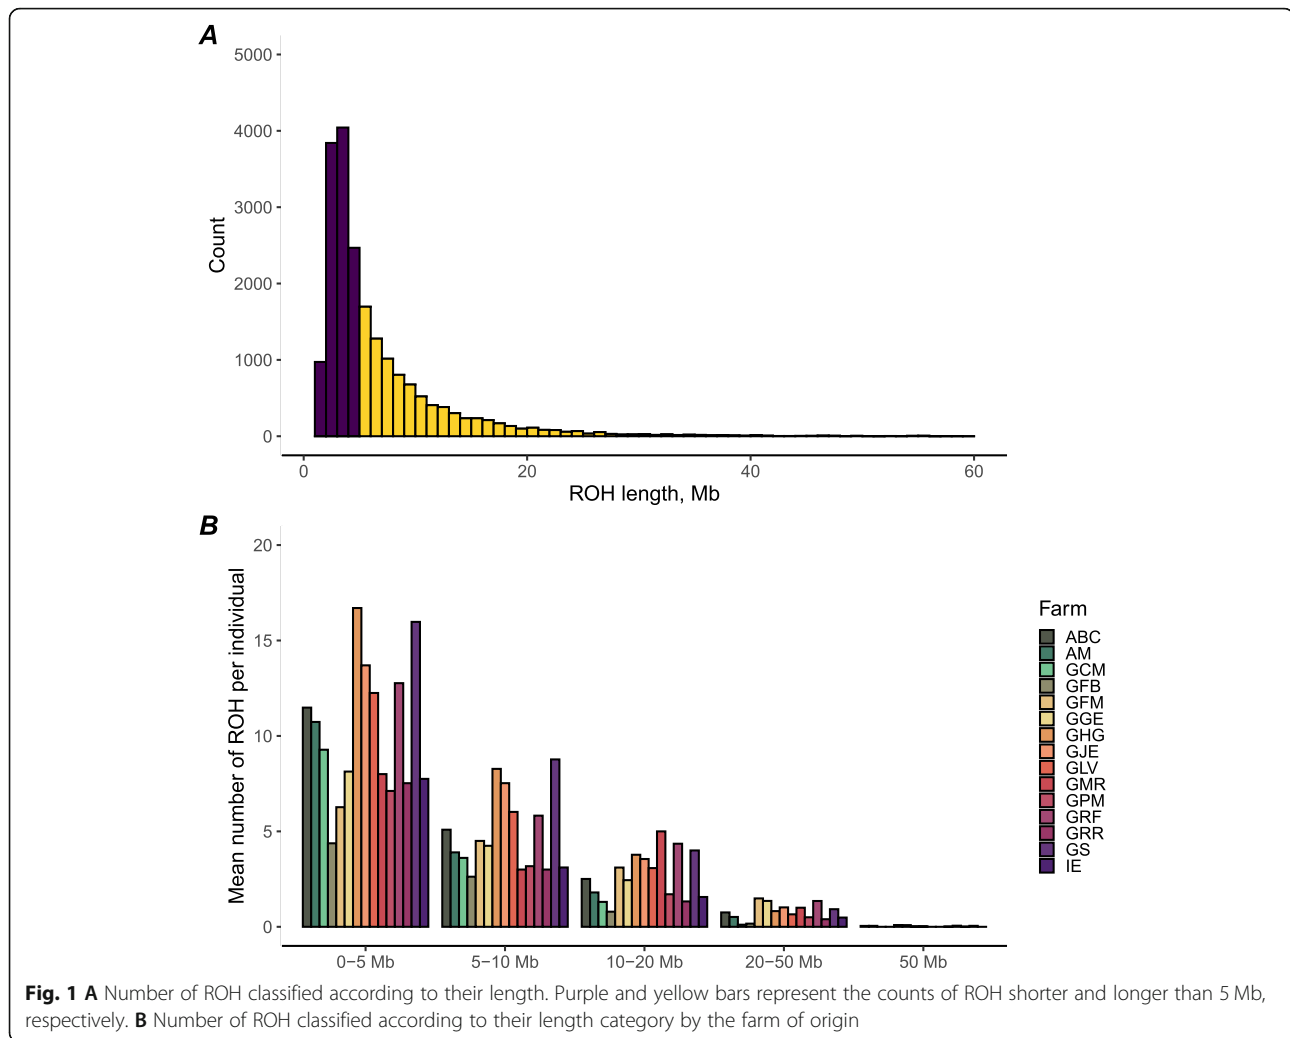 A
5000
4000
3000
2000
1000
0
Count
0 20 40 60
ROH length, Mb
B
20
15
10
5
0
Mean number of ROH per individual
0−5 Mb 5−10 Mb 10−20 Mb 20−50 Mb 50 Mb
Farm
ABC
AM
GCM
GFB
GFM
GGE
GHG
GJE
GLV
GMR
GPM
GRF
GRR
GS
IE
Fig. 1 A Number of ROH classified according to their length. Purple and yellow bars represent the counts of ROH shorter and longer than 5 Mb,
respectively. B Number of ROH classified according to their length category by the farm of origin